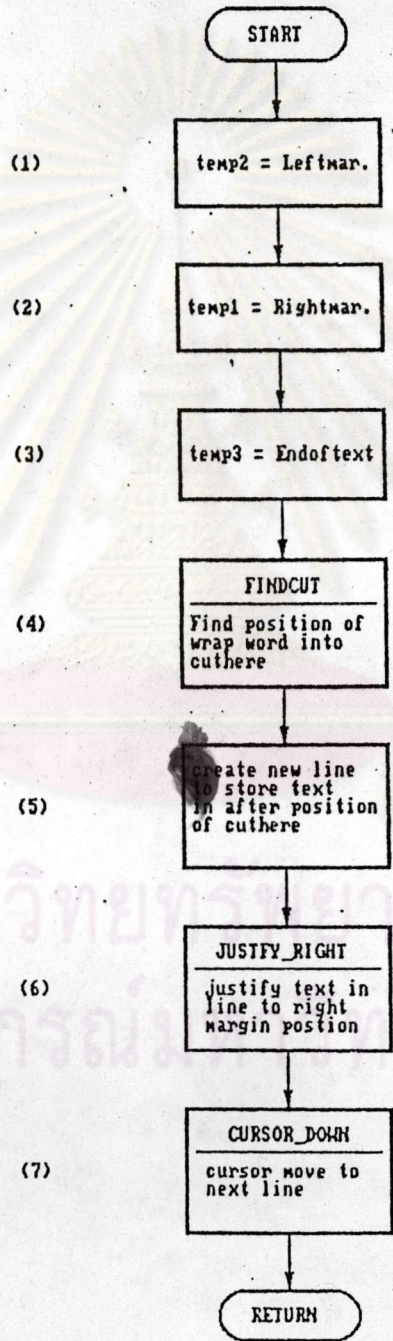 START
(1)
temp2 = Leftmar.
(2)
temp1 = Rightmar.
(3)
temp3 = Endoftext
(4)
FINDCUT
Find position of
wrap word into
cuthere
(5)
create new line
to store text
in after position
of cuthere
(6)
JUSTFY_RIGHT
justify text in
line to right
margin postion
(7)
CURSOR_DOWN
cursor move to
next line
RETURN